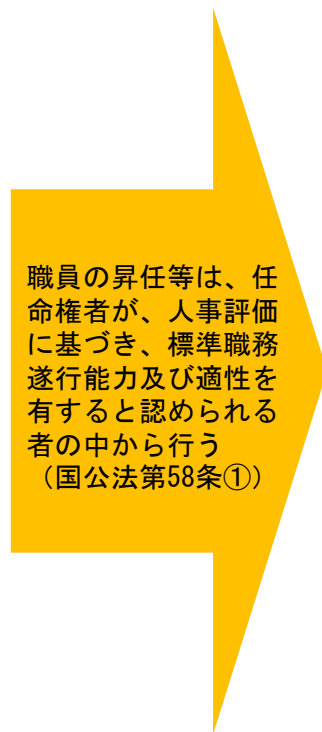 職員の昇任等は、任
命権者が、人事評価
に基づき、標準職務
遂行能力及び適性を
有すると認められる
者の中から行う
（国公法第58条①）